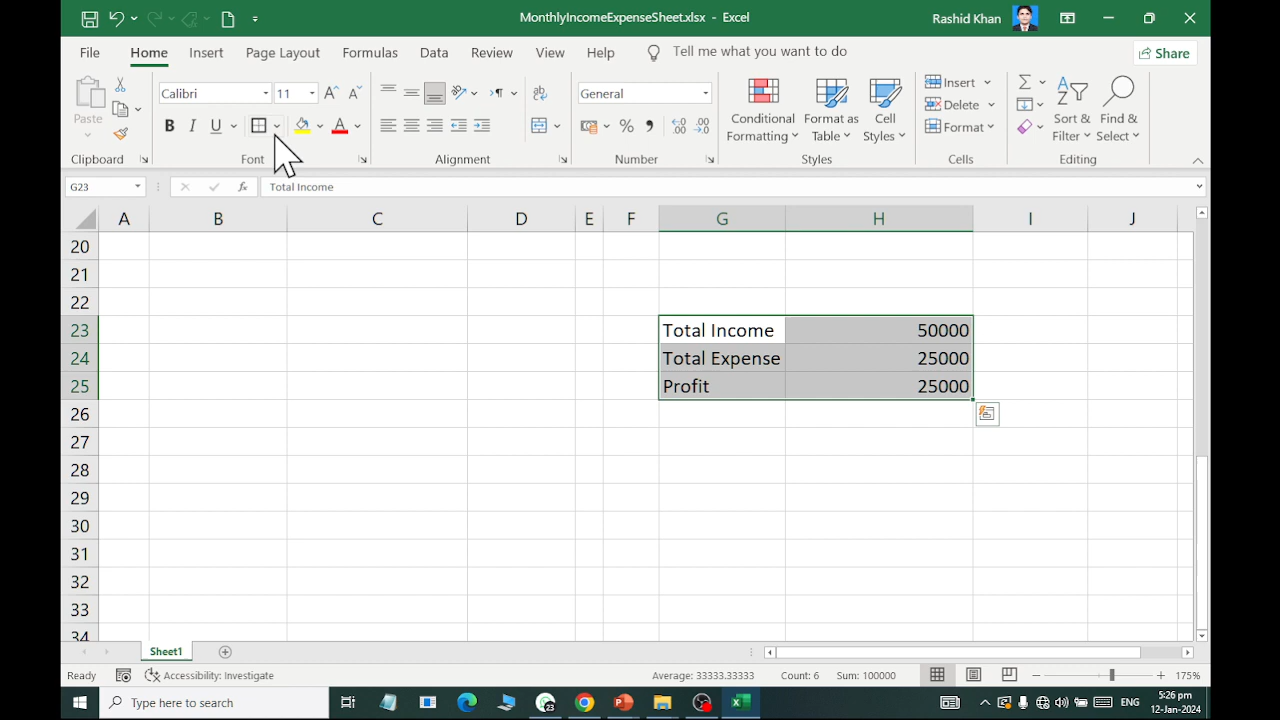 MonthlyIncomeExpenseSheet.xlsx - Excel
Rashid Khan
File Home Insert Page Layout Formulas Data Review View Help Tell me what you want to do Share
Paste
Calibri 11
B I U A
General
Conditional Formatting
Format as Table
Cell Styles
Insert
Delete
Format
Sort & Filter
Find & Select
Clipboard Font Alignment Number Styles Cells Editing
G23 fx Total Income
A B C D E F G H I J
20
21
22
23 Total Income 50000
24 Total Expense 25000
25 Profit 25000
26
27
28
29
30
31
32
33
34
Sheet1
Ready Accessibility: Investigate Average: 33333.33333 Count: 6 Sum: 100000 175%
Type here to search
ENG
5:26 pm
12-Jan-2024